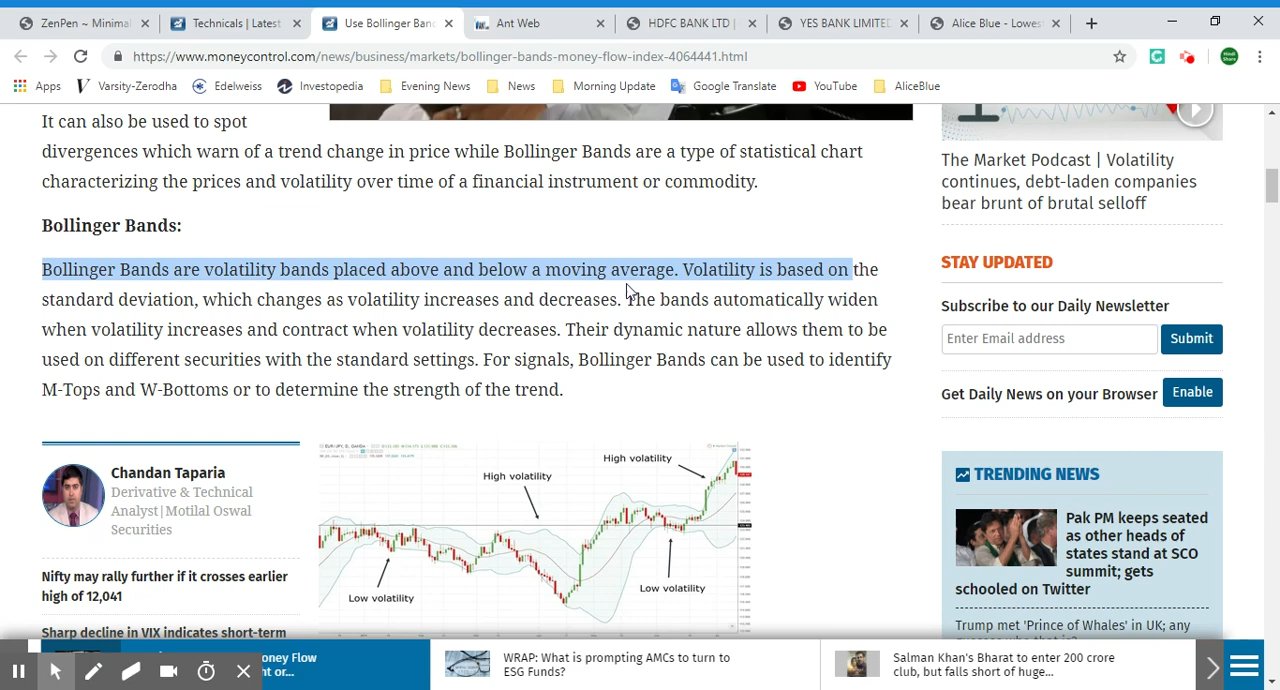 ZenPen ~ Minimal
Technicals | Latest
Use Bollinger Band
Ant Web
HDFC BANK LTD |
YES BANK LIMITED
Alice Blue - Lowes
https://www.moneycontrol.com/news/business/markets/bollinger-bands-money-flow-index-4064441.html
Apps
Varsity-Zerodha
Edelweiss
Investopedia
Evening News
News
Morning Update
Google Translate
YouTube
AliceBlue
It can also be used to spot
divergences which warn of a trend change in price while Bollinger Bands are a type of statistical chart
characterizing the prices and volatility over time of a financial instrument or commodity.
Bollinger Bands:
Bollinger Bands are volatility bands placed above and below a moving average. Volatility is based on the
standard deviation, which changes as volatility increases and decreases. The bands automatically widen
when volatility increases and contract when volatility decreases. Their dynamic nature allows them to be
used on different securities with the standard settings. For signals, Bollinger Bands can be used to identify
M-Tops and W-Bottoms or to determine the strength of the trend.
Chandan Taparia
Derivative & Technical
Analyst|Motilal Oswal
Securities
Nifty may rally further if it crosses earlier
high of 12,041
Sharp decline in VIX indicates short-term
High volatility
High volatility
Low volatility
Low volatility
The Market Podcast | Volatility
continues, debt-laden companies
bear brunt of brutal selloff
STAY UPDATED
Subscribe to our Daily Newsletter
Enter Email address
Submit
Get Daily News on your Browser
Enable
TRENDING NEWS
Pak PM keeps seated
as other heads of
states stand at SCO
summit; gets
schooled on Twitter
Trump met 'Prince of Whales' in UK; any
oney Flow
ht or...
WRAP: What is prompting AMCs to turn to
ESG Funds?
Salman Khan's Bharat to enter 200 crore
club, but falls short of huge...